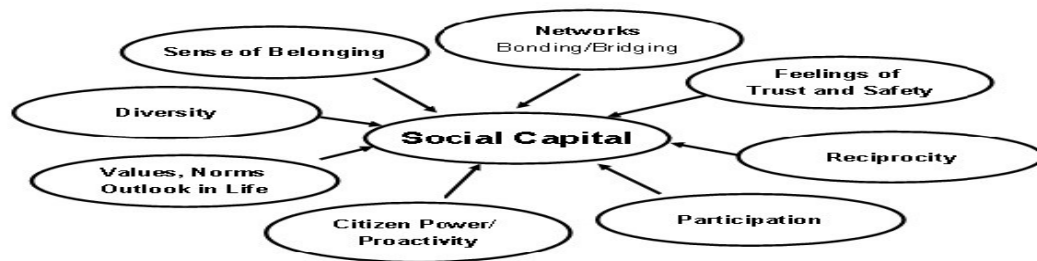 Networks
Bonding/Bridging
Sense of Belonging
Feelings of
Trust and Safety
Diversity
Social Capital
Reciprocity
Values, Norms
Outlook in Life
Citizen Power/
Proactivity
Participation